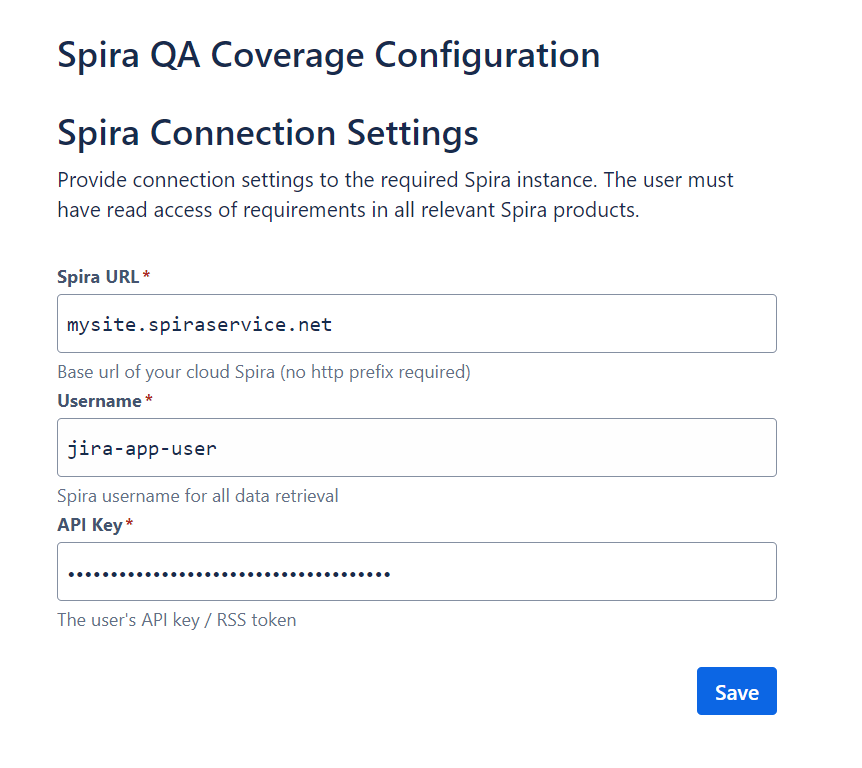 Spira QA Coverage Configuration
Spira Connection Settings
Provide connection settings to the required Spira instance. The user must
have read access of requirements in all relevant Spira products.
Spira URL*
mysite.spiraservice.net
Base url of your cloud Spira (no http prefix required)
Username*
jira-app-user
Spira username for all data retrieval
API Key*
••••••••••••••••••••••••••••••••••••••
The user's API key / RSS token
Save